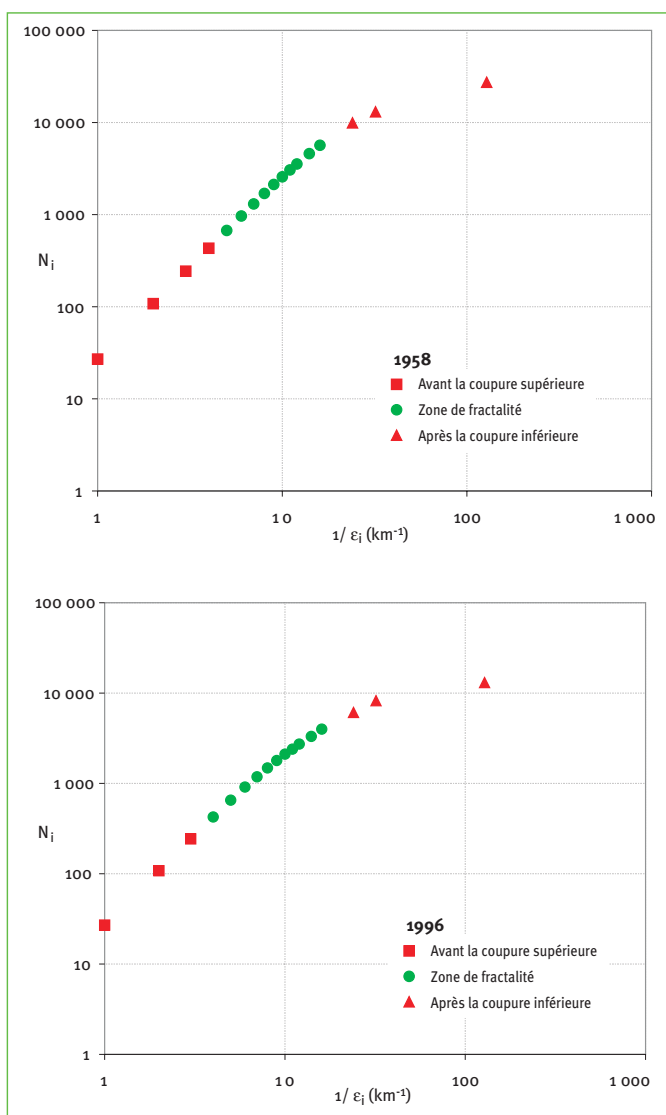 100 000
10 000
1 000
N i
100
1958
Avant la coupure supérieure
10
Zone de fractalité
Après la coupure inférieure
1
1 10 100 1 000
1/ εi (km-1)
100 000
10 000
1 000
N i
100
1996
Avant la coupure supérieure
10
Zone de fractalité
Après la coupure inférieure
1
1 10 100 1 000
1/ εi (km-1)